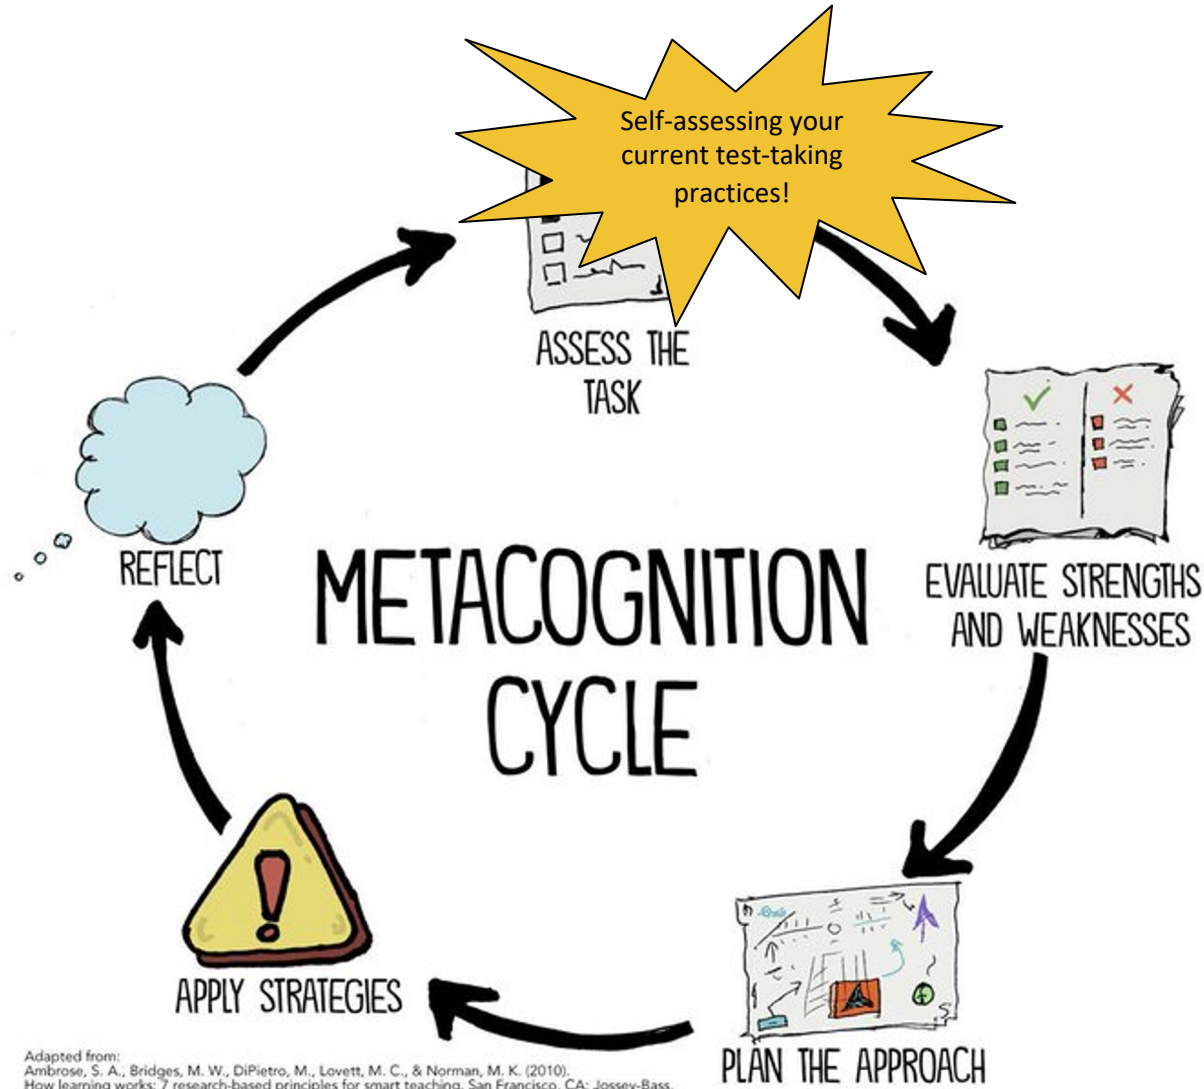 Self-assessing your
current test-taking
practices!
ASSESS THE
TASK
EVALUATE STRENGTHS
AND WEAKNESSES
REFLECT
METACOGNITION
CYCLE
APPLY STRATEGIES
PLAN THE APPROACH
Adapted from:
Ambrose, S. A., Bridges, M. W., DiPietro, M., Lovett, M. C., & Norman, M. K. (2010).
How learning works: 7 research-based principles for smart teaching. San Francisco, CA: Jossey-Bass.